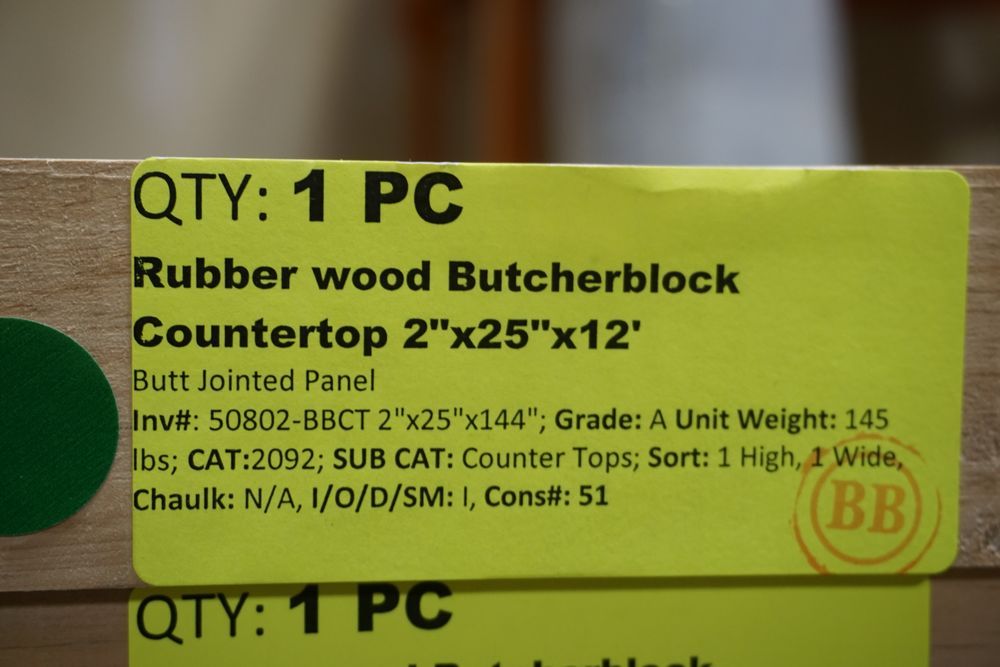 QTY: 1 PC
Rubber wood Butcherblock
Countertop 2"x25"x12'
Butt Jointed Panel
Inv#: 50802-BBCT 2"x25"x144"; Grade: A Unit Weight: 145
lbs; CAT:2092; SUB CAT: Counter Tops; Sort: 1 High, 1 Wide,
Chaulk: N/A, I/O/D/SM: I, Cons#: 51
BB
QTY: 1 PC
Butcherblock